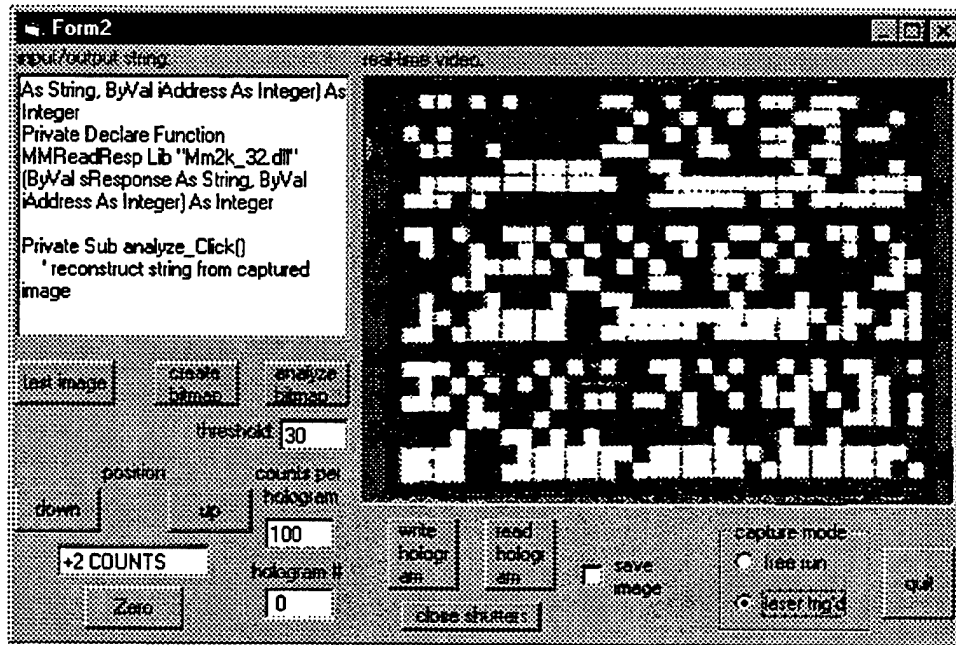 Form2
input/output string:
real-time video:
As String, ByVal iAddress As Integer) As
Integer
Private Declare Function
MMReadResp Lib "Mm2k_32.dll"
(ByVal sResponse As String, ByVal
iAddress As Integer) As Integer
Private Sub analyze_Click()
' reconstruct string from captured
image
test image
create
bitmap
analyze
bitmap
threshold
30
position
down
up
counts per
hologram
100
+2 COUNTS
Zero
hologram #
0
write
hologr
am
read
hologr
am
save
image
close shutters
capture mode
free run
laser trig'd
quit